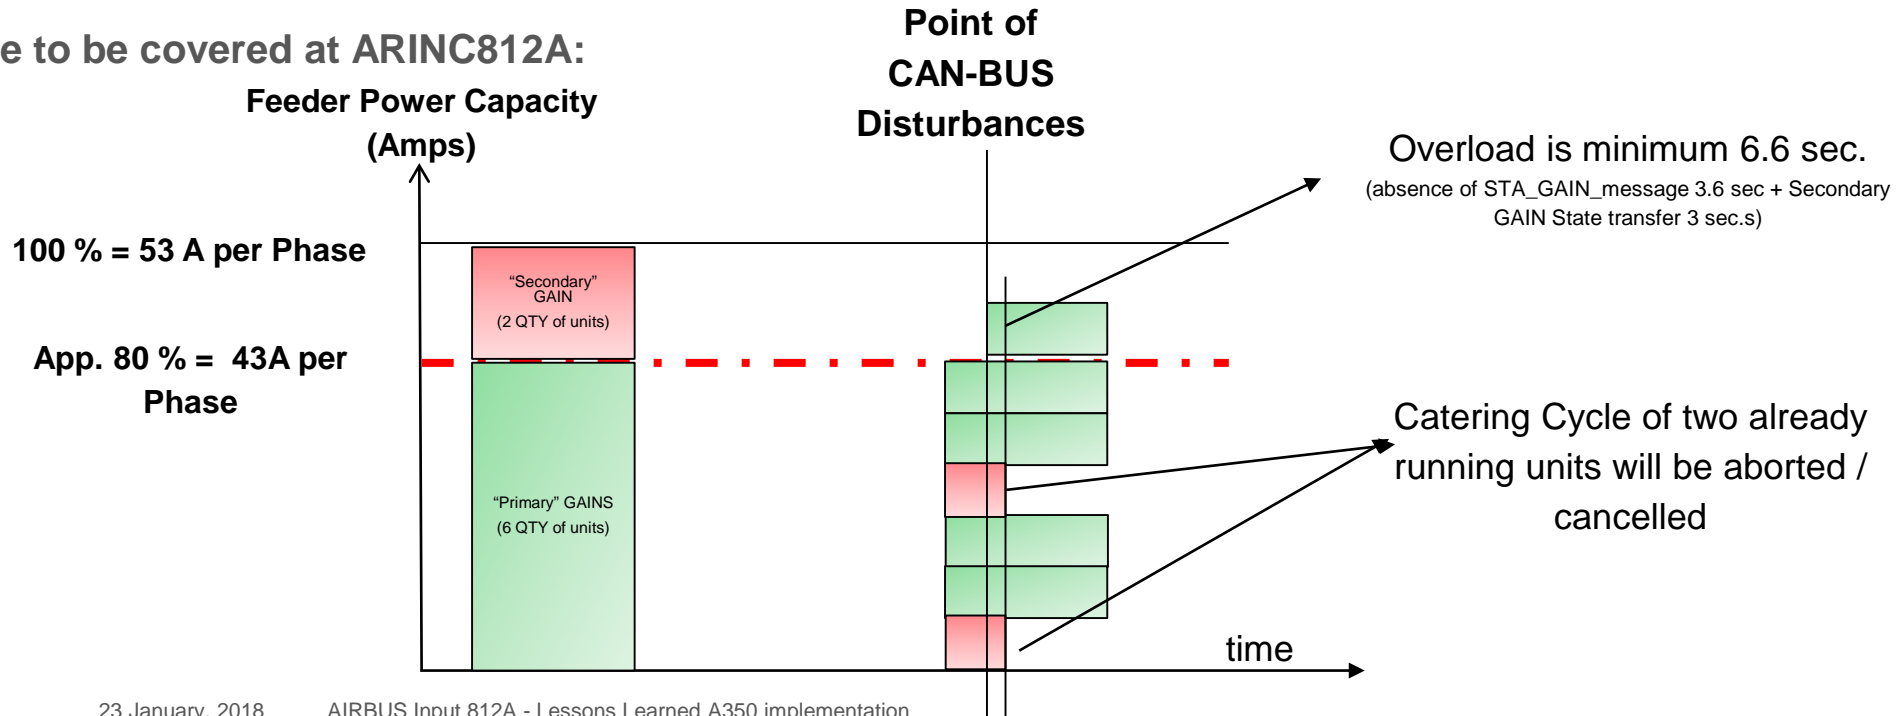 e to be covered at ARINC812A:
Feeder Power Capacity
(Amps)
Point of
CAN-BUS
Disturbances
Overload is minimum 6.6 sec.
(absence of STA_GAIN_message 3.6 sec + Secondary
GAIN State transfer 3 sec.s)
100 % = 53 A per Phase
“Secondary”
GAIN
(2 QTY of units)
App. 80 % =  43A per
Phase
“Primary” GAINS
(6 QTY of units)
Catering Cycle of two already
running units will be aborted /
cancelled
time
23 January, 2018
AIRBUS Input 812A - Lessons Learned A350 implementation